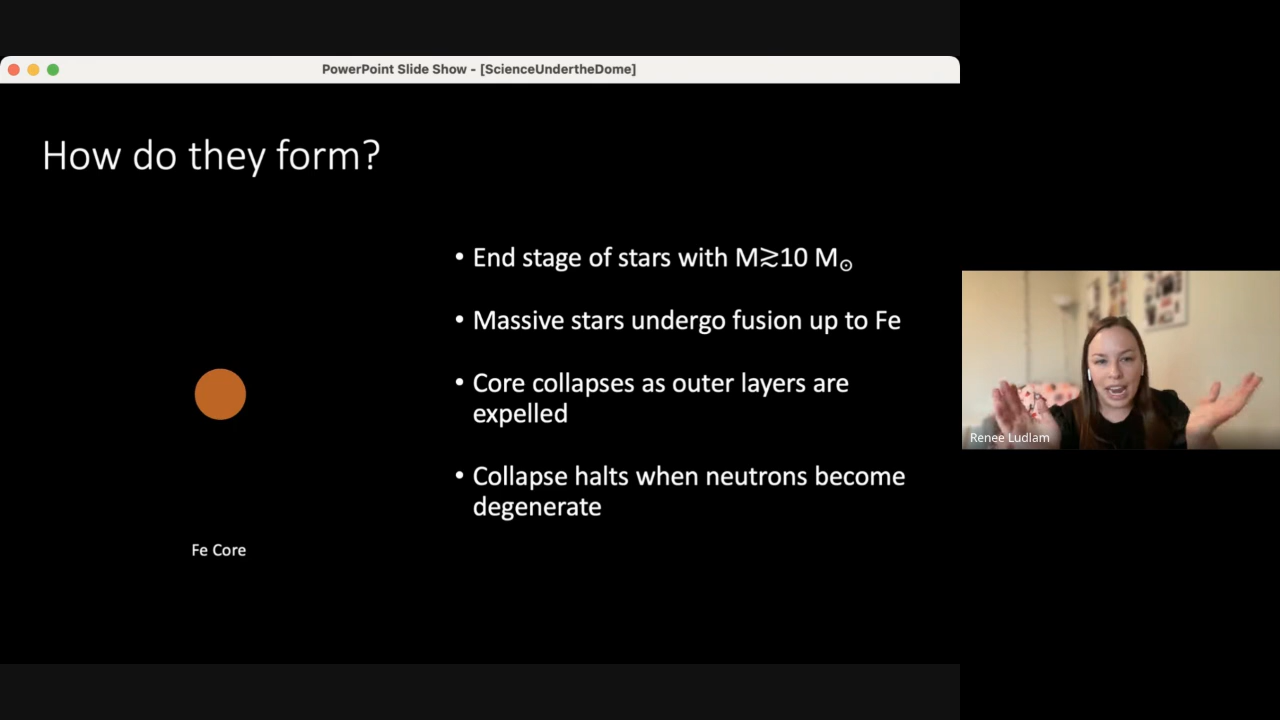 PowerPoint Slide Show - [ScienceUndertheDome]
How do they form?
• End stage of stars with M≳10 M☉
• Massive stars undergo fusion up to Fe
• Core collapses as outer layers are
expelled
• Collapse halts when neutrons become
degenerate
Fe Core
Renee Ludlam